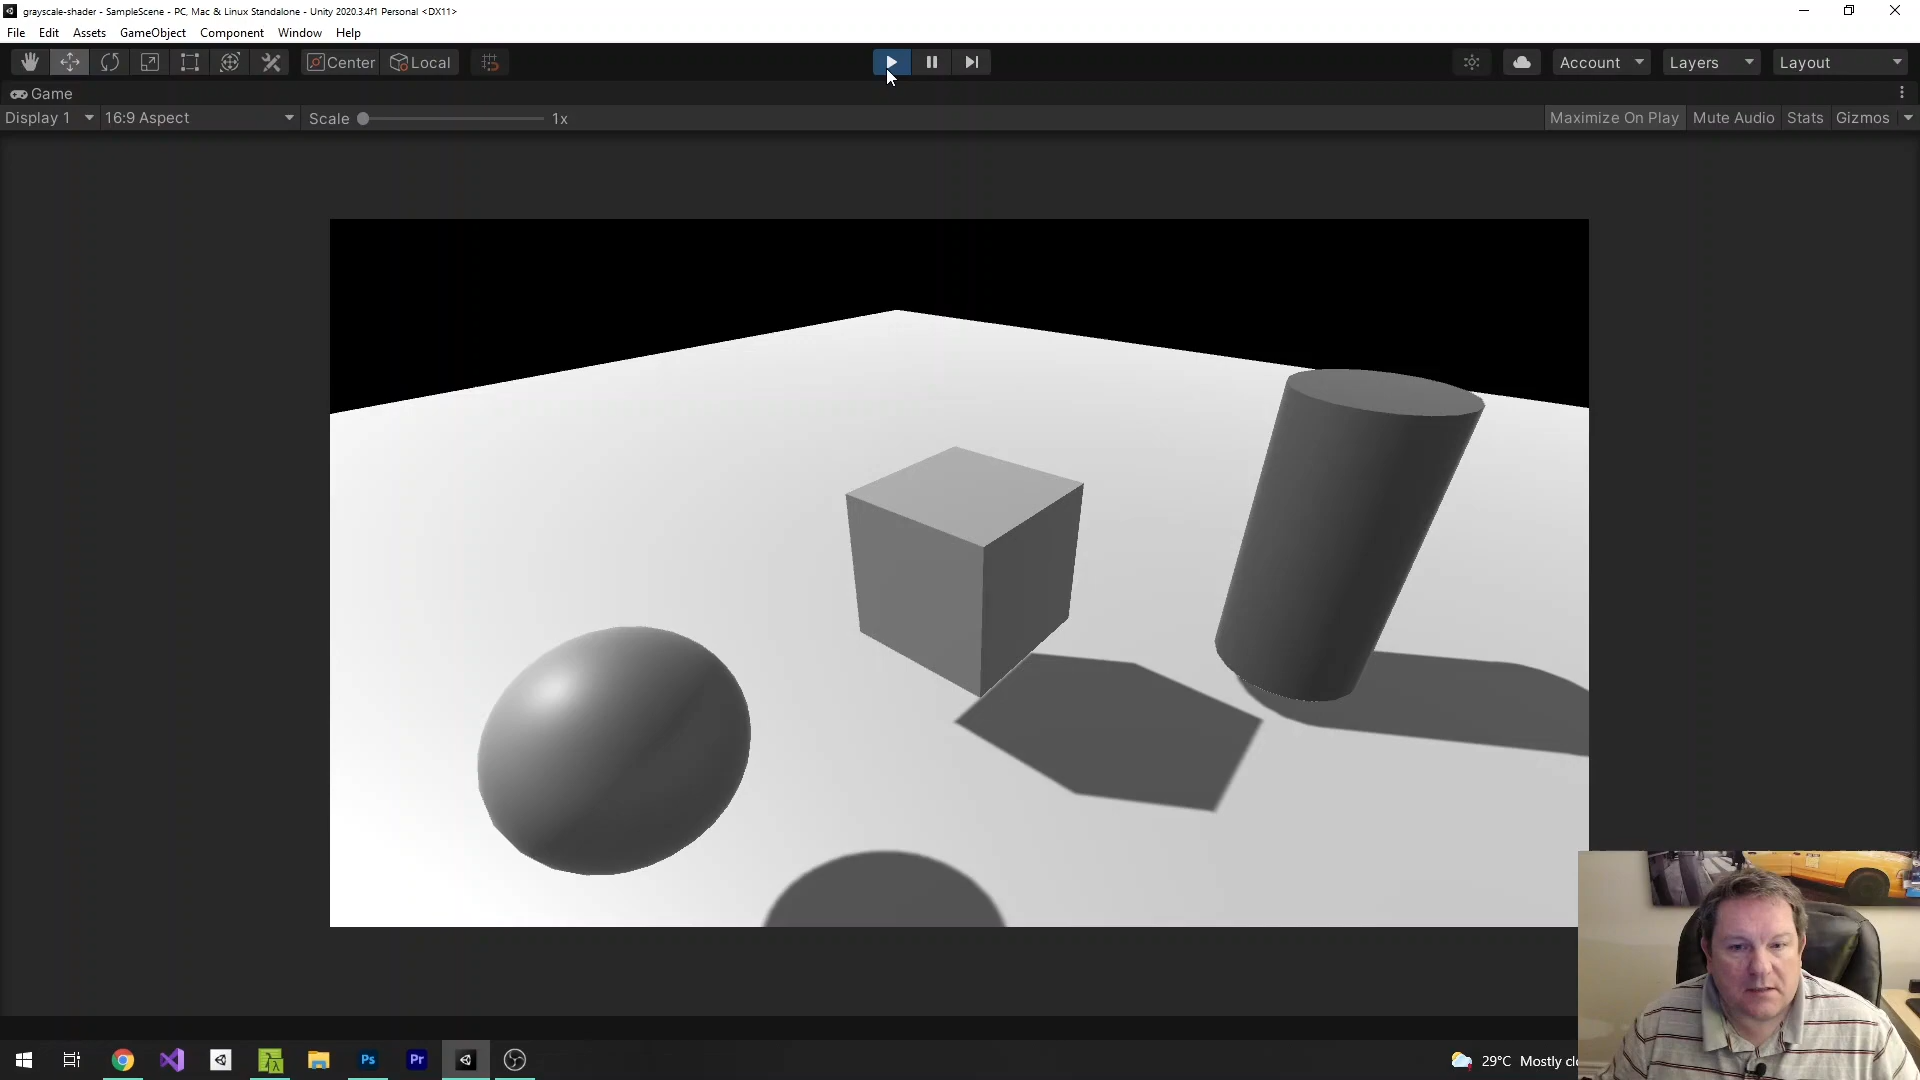 grayscale-shader - SampleScene - PC, Mac & Linux Standalone - Unity 2020.3.4f1 Personal <DX11>
File Edit Assets GameObject Component Window Help
Center Local Account Layers Layout
Game
Display 1 16:9 Aspect Scale 1x Maximize On Play Mute Audio Stats Gizmos
Ps Pr 29°C Mostly